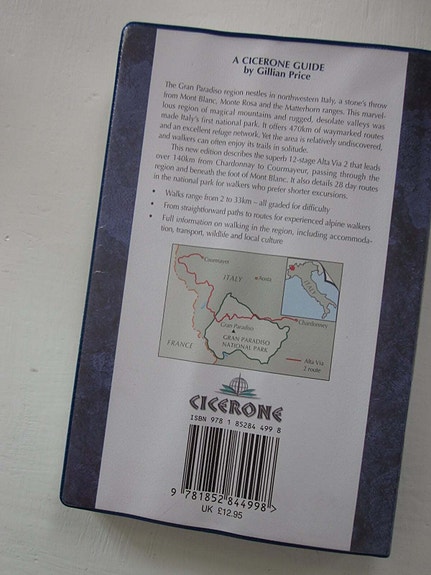 A CICERONE GUIDE
by Gillian Price
The Gran Paradiso region nestles in northwestern Italy, a stone's throw
from Mont Blanc, Monte Rosa and the Matterhorn ranges. This marvel-
lous region of magical mountains and rugged, desolate valleys was
made Italy's first national park. It offers 470km of waymarked routes
and an excellent refuge network. Yet the area is relatively undiscovered,
and walkers can often enjoy its trails in solitude.
This new edition describes the superb 12-stage Alta Via 2 that leads
over 140km from Chardonnay to Courmayeur, passing through the
region and beneath the foot of Mont Blanc. It also details 28 day routes
in the national park for walkers who prefer shorter excursions.
• Walks range from 2 to 33km – all graded for difficulty
• From straightforward paths to routes for experienced alpine walkers
• Full information on walking in the region, including accommoda-
tion, transport, wildlife and local culture
Courmayeur
ITALY
Aosta
ITALY
Chardonney
Gran Paradiso
GRAN PARADISO
NATIONAL PARK
FRANCE
Alta Via
2 route
CICERONE
ISBN 978 1 85284 499 8
9 781852 844998 >
UK £12.95